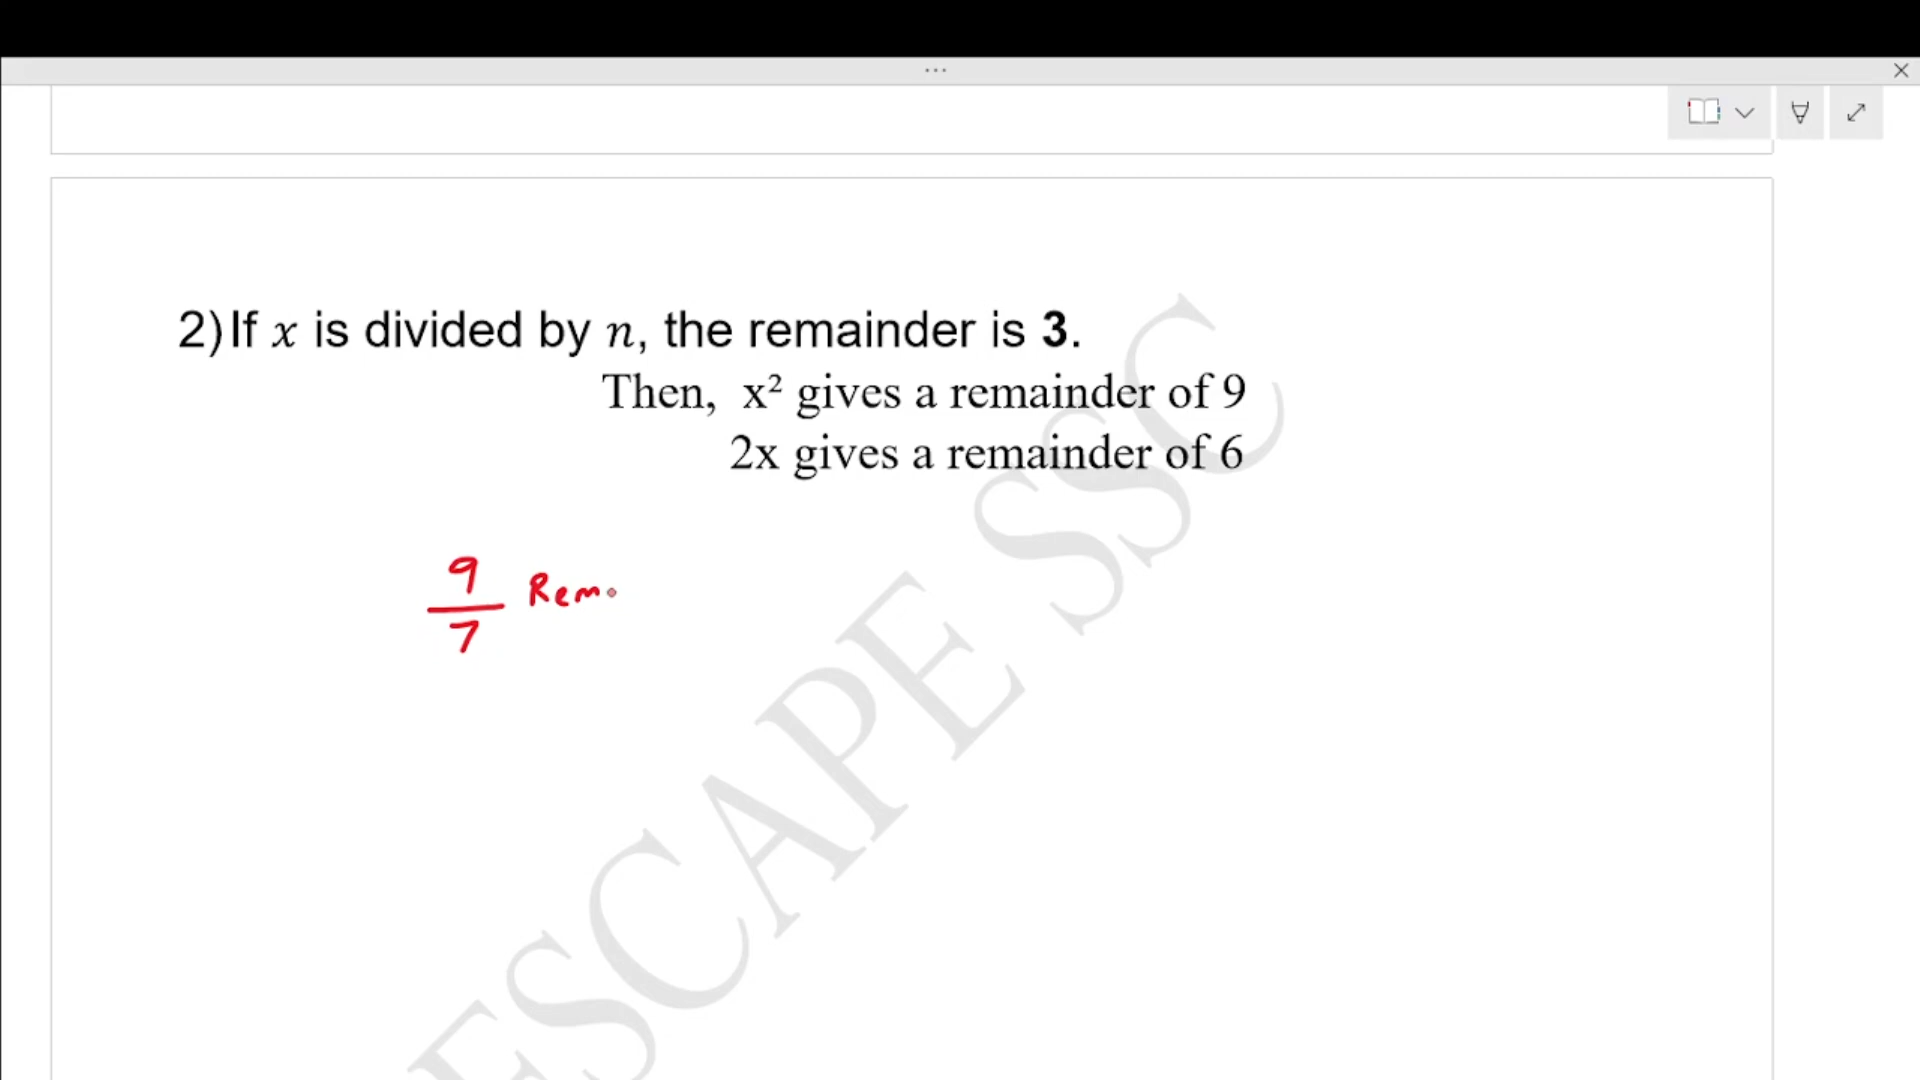 2) If x is divided by n, the remainder is 3.
Then, x² gives a remainder of 9
2x gives a remainder of 6
9
7
Rem.
ESCAPE SSC